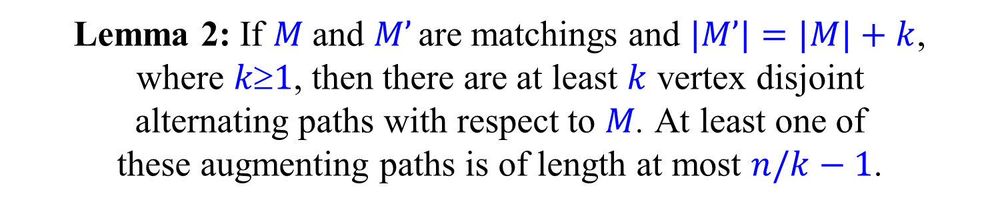 Lemma 2: If M and M’ are matchings and |M’| = |M| + k,
where k≥1, then there are at least k vertex disjoint
alternating paths with respect to M. At least one of
these augmenting paths is of length at most n/k − 1.